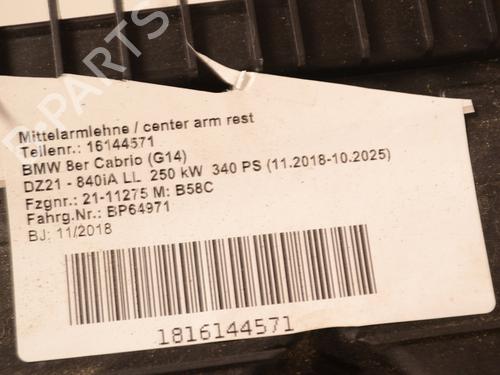 Mittelarmlehne / center arm rest
Teilenr.: 16144571
BMW 8er Cabrio (G14)
DZ21 - 840iA LL 250 kW 340 PS (11.2018-10.2025)
Fzgnr.: 21-11275 M: B58C
Fahrg.Nr.: BP64971
BJ: 11/2018
1816144571
B-PARTS